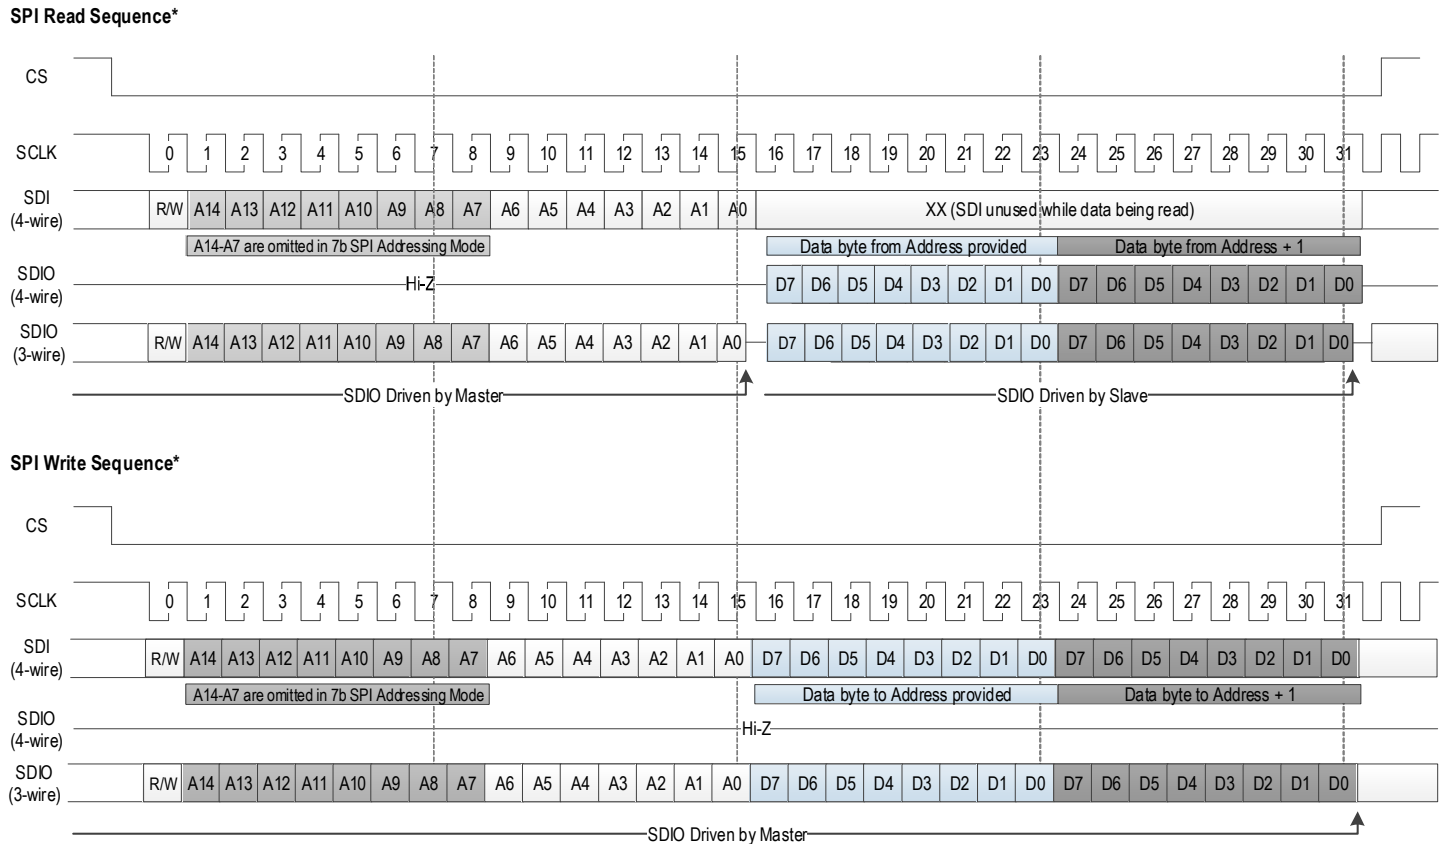 SPI Read Sequence*
CS
SCLK 0 1 2 3 4 5 6 7 8 9 10 11 12 13 14 15 16 17 18 19 20 21 22 23 24 25 26 27 28 29 30 31
SDI
(4-wire)
R/W A14 A13 A12 A11 A10 A9 A8 A7 A6 A5 A4 A3 A2 A1 A0 XX (SDI unused while data being read)
A14-A7 are omitted in 7b SPI Addressing Mode Data byte from Address provided Data byte from Address + 1
SDIO
(4-wire)
Hi-Z D7 D6 D5 D4 D3 D2 D1 D0 D7 D6 D5 D4 D3 D2 D1 D0
SDIO
(3-wire)
R/W A14 A13 A12 A11 A10 A9 A8 A7 A6 A5 A4 A3 A2 A1 A0 D7 D6 D5 D4 D3 D2 D1 D0 D7 D6 D5 D4 D3 D2 D1 D0
SDIO Driven by Master SDIO Driven by Slave
SPI Write Sequence*
CS
SCLK 0 1 2 3 4 5 6 7 8 9 10 11 12 13 14 15 16 17 18 19 20 21 22 23 24 25 26 27 28 29 30 31
SDI
(4-wire)
R/W A14 A13 A12 A11 A10 A9 A8 A7 A6 A5 A4 A3 A2 A1 A0 D7 D6 D5 D4 D3 D2 D1 D0 D7 D6 D5 D4 D3 D2 D1 D0
A14-A7 are omitted in 7b SPI Addressing Mode Data byte to Address provided Data byte to Address + 1
SDIO
(4-wire)
Hi-Z
SDIO
(3-wire)
R/W A14 A13 A12 A11 A10 A9 A8 A7 A6 A5 A4 A3 A2 A1 A0 D7 D6 D5 D4 D3 D2 D1 D0 D7 D6 D5 D4 D3 D2 D1 D0
SDIO Driven by Master